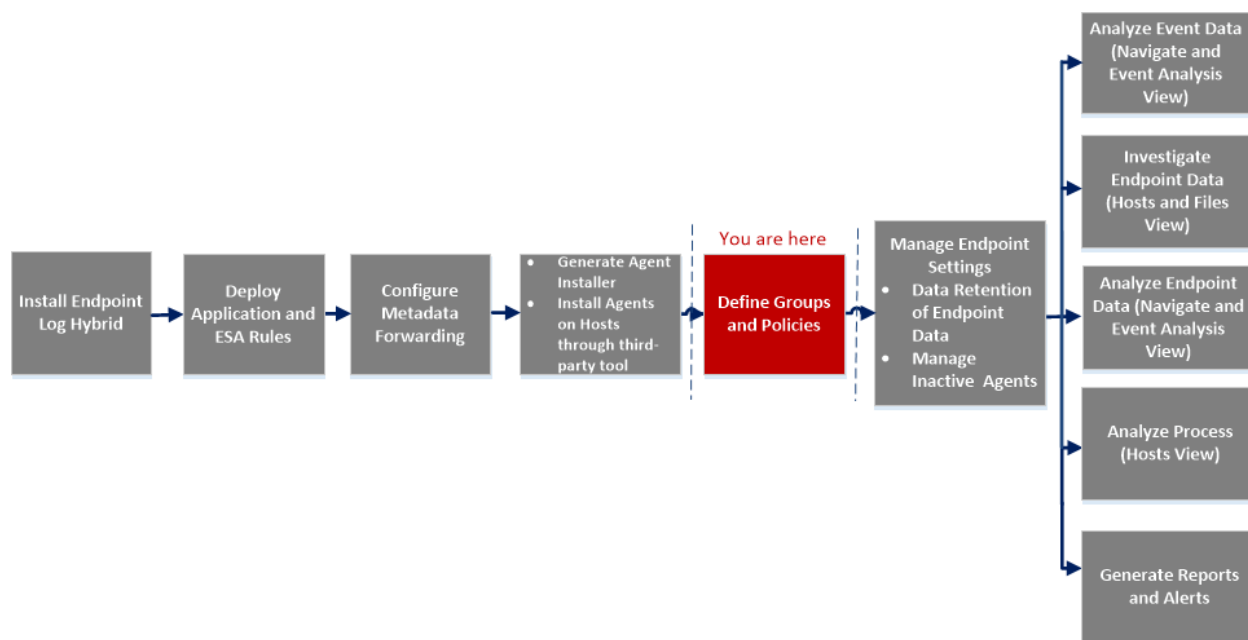 Install Endpoint
Log Hybrid
Deploy
Application and
ESA Rules
Configure
Metadata
Forwarding
• Generate Agent
Installer
• Install Agents
on Hosts
through third-
party tool
You are here
Define Groups
and Policies
Manage Endpoint
Settings
• Data Retention
of Endpoint
Data
• Manage
Inactive Agents
Analyze Event Data
(Navigate and
Event Analysis
View)
Investigate
Endpoint Data
(Hosts and Files
View)
Analyze Endpoint
Data (Navigate and
Event Analysis
View)
Analyze Process
(Hosts View)
Generate Reports
and Alerts